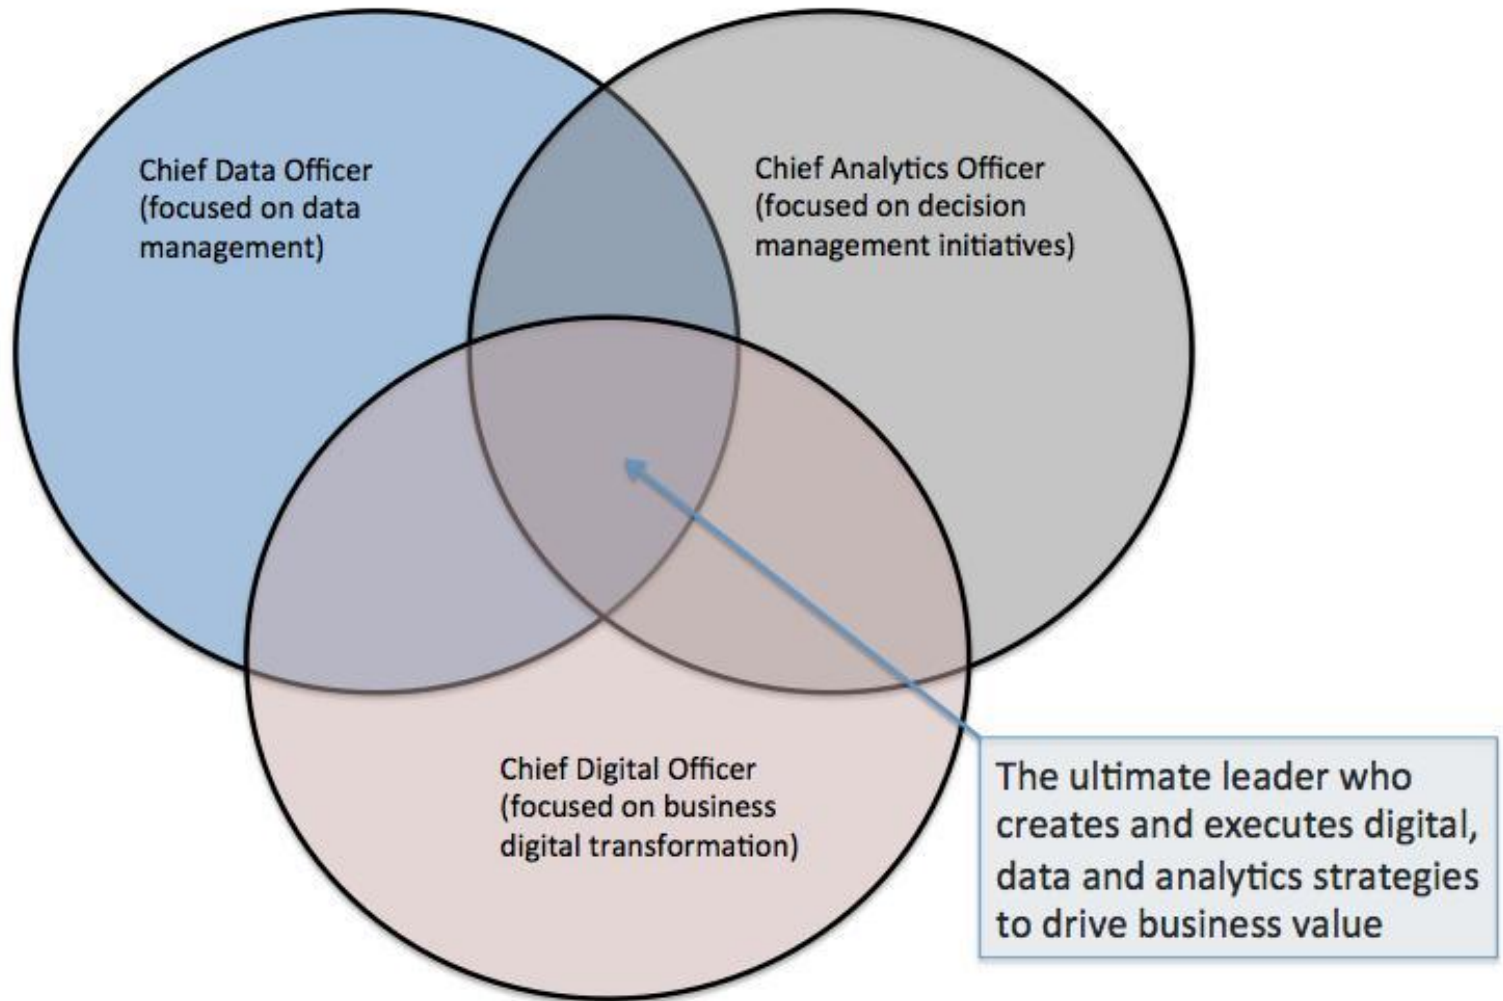 Chief Data Officer
(focused on data
management)
Chief Analytics Officer
(focused on decision
management initiatives)
Chief Digital Officer
(focused on business
digital transformation)
The ultimate leader who
creates and executes digital,
data and analytics strategies
to drive business value